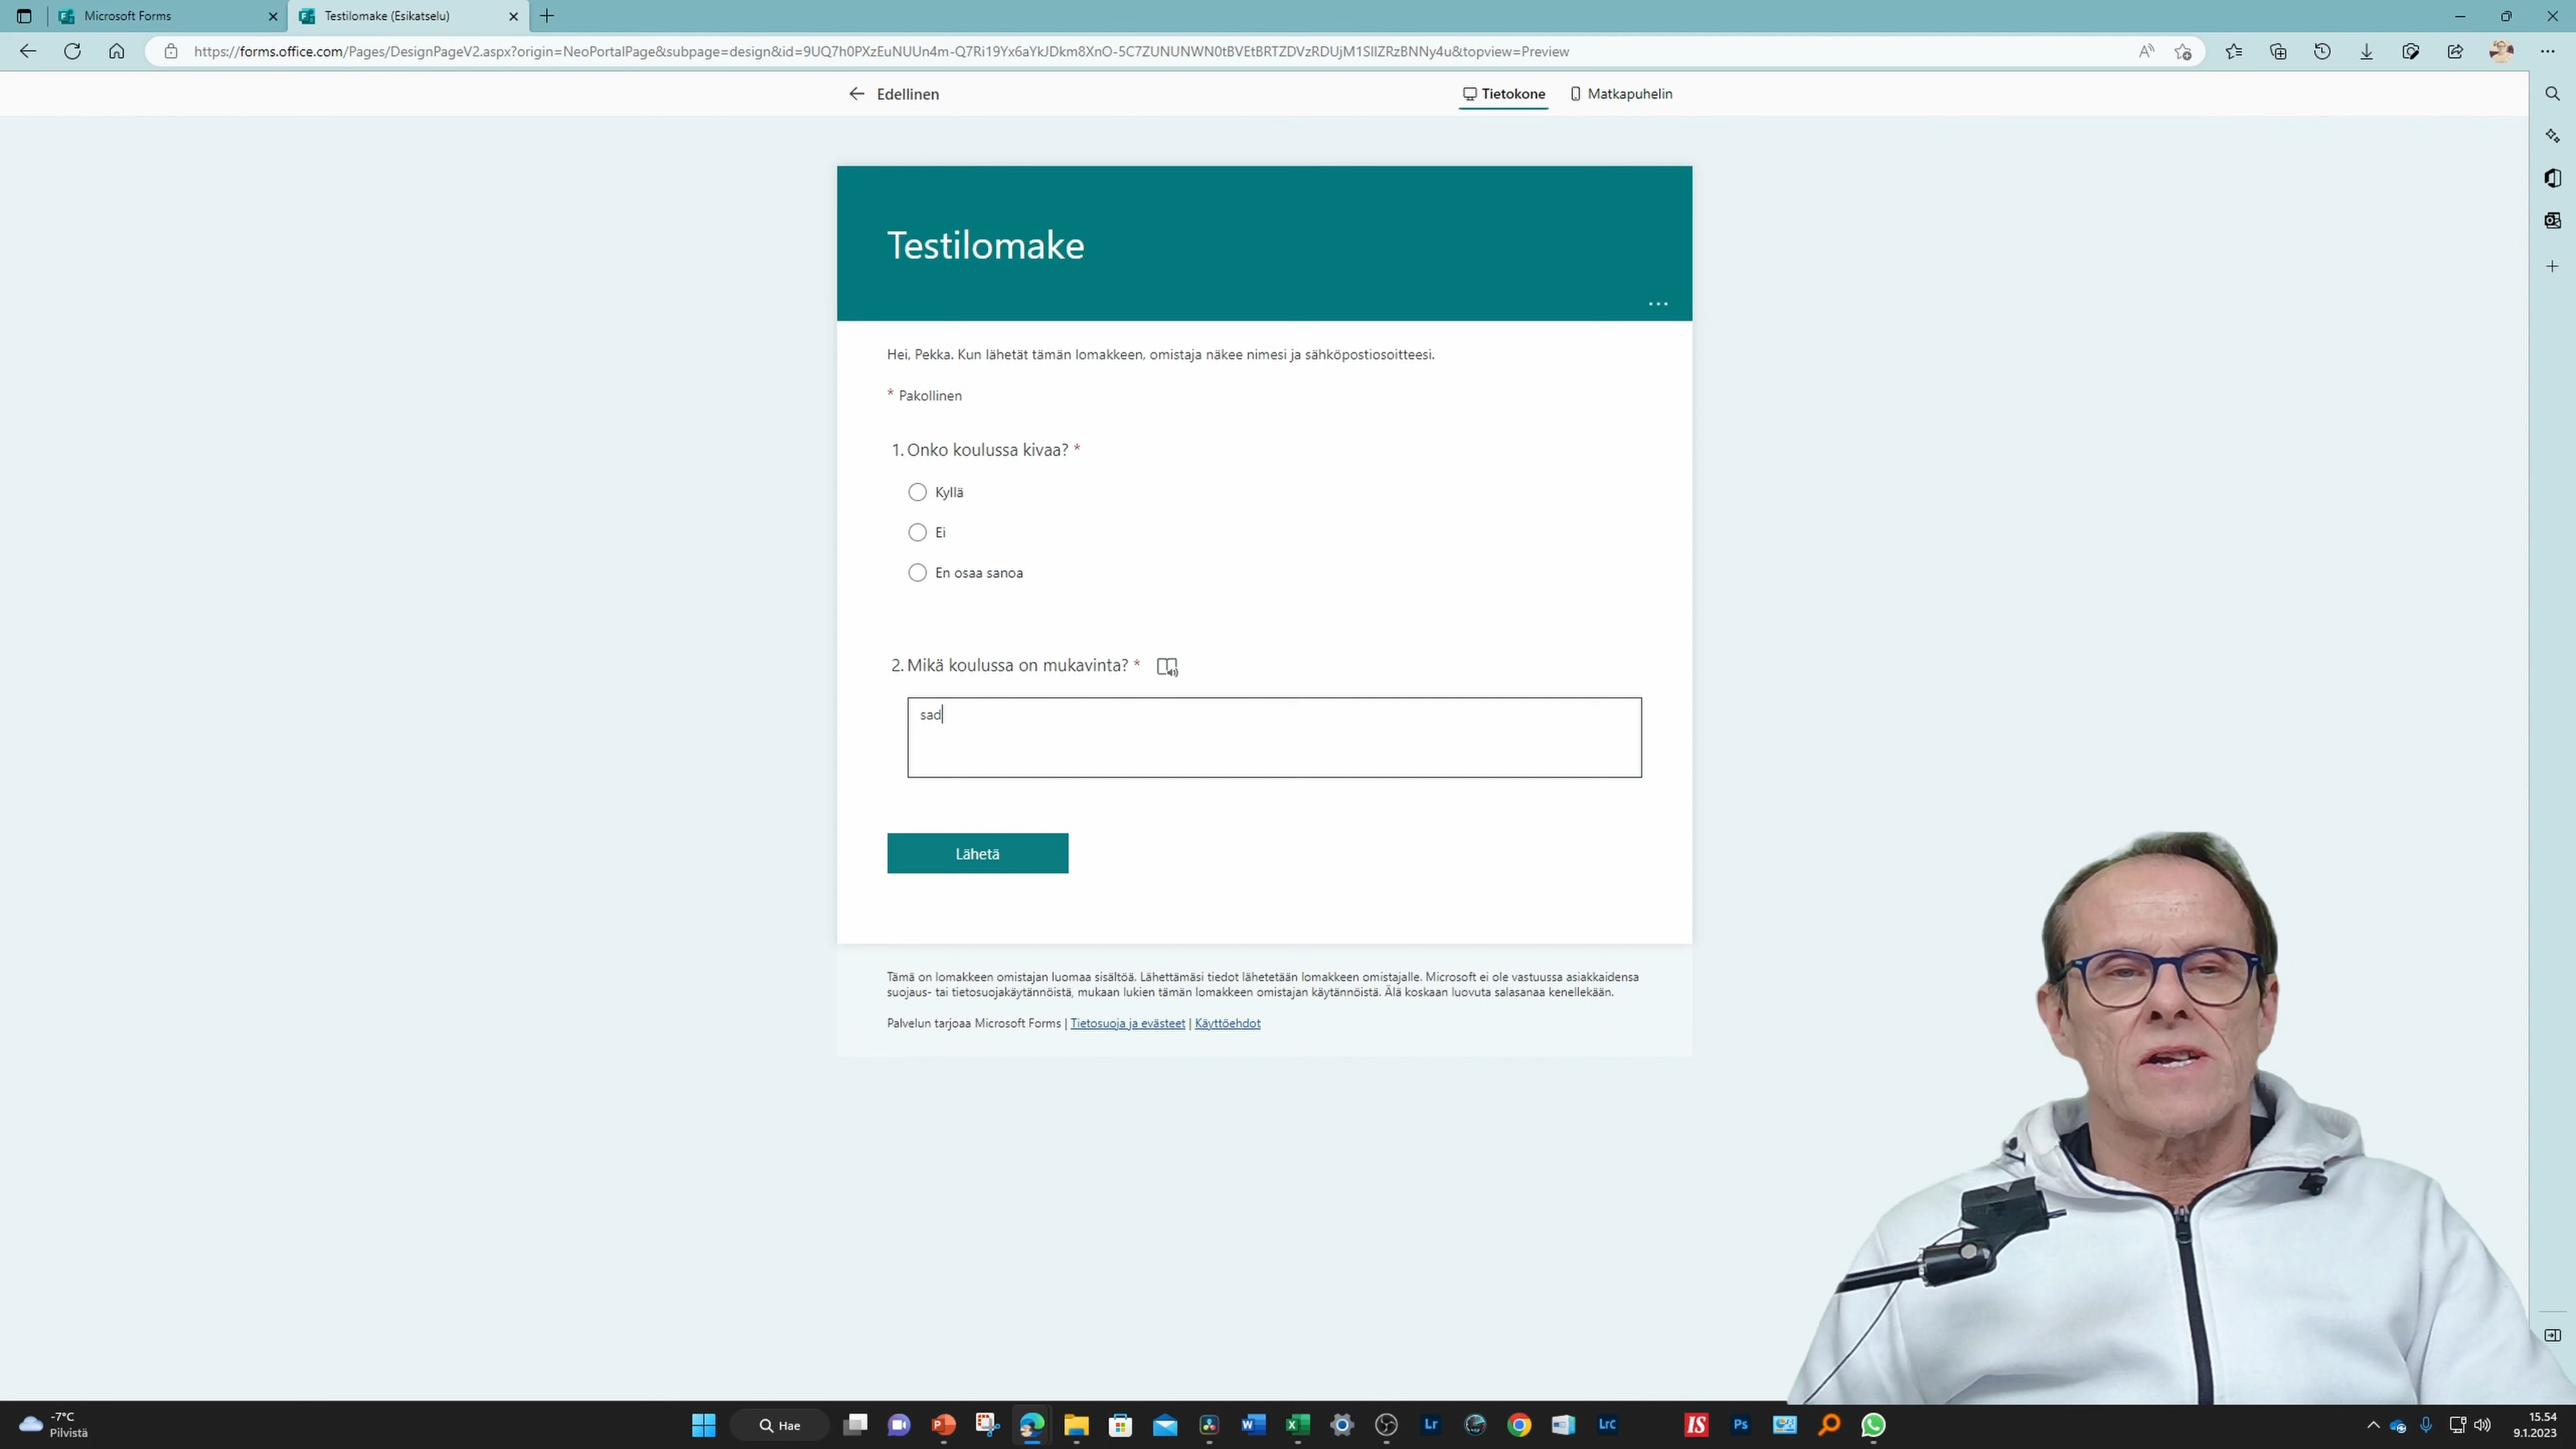 Microsoft Forms
Testilomake (Esikatselu)
https://forms.office.com/Pages/DesignPageV2.aspx?origin=NeoPortalPage&subpage=design&id=9UQ7h0PXzEuNUUn4m-Q7Ri19Yx6aYkJDkm8XnO-5C7ZUNUNWN0tBVEtBRTZDVzRDUjM1SlIZRzBNNy4u&topview=Preview
Edellinen
Tietokone
Matkapuhelin
Testilomake
Hei, Pekka. Kun lähetät tämän lomakkeen, omistaja näkee nimesi ja sähköpostiosoitteesi.
* Pakollinen
1. Onko koulussa kivaa? *
Kyllä
Ei
En osaa sanoa
2. Mikä koulussa on mukavinta? *
sad
Lähetä
Tämä on lomakkeen omistajan luomaa sisältöä. Lähettämäsi tiedot lähetetään lomakkeen omistajalle. Microsoft ei ole vastuussa asiakkaidensa
suojaus- tai tietosuojakäytännöistä, mukaan lukien tämän lomakkeen omistajan käytännöistä. Älä koskaan luovuta salasanaa kenellekään.
Palvelun tarjoaa Microsoft Forms | Tietosuoja ja evästeet | Käyttöehdot
-7°C
Pilvistä
Hae
Lr
LrC
IS
Ps
15.54
9.1.2023